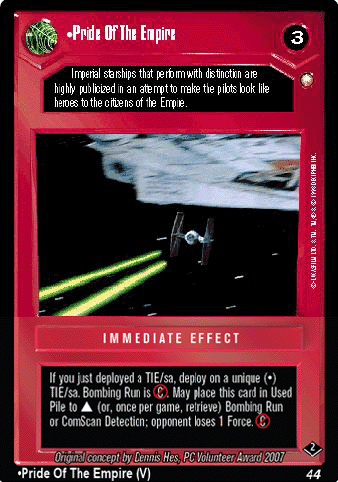 •Pride Of The Empire
3
Imperial starships that perform with distinction are
highly publicized in an attempt to make the pilots look like
heroes to the citizens of the Empire.
IMMEDIATE EFFECT
If you just deployed a TIE/sa, deploy on a unique (•)
TIE/sa. Bombing Run is C. May place this card in Used
Pile to ▲ (or, once per game, retrieve) Bombing Run
or ComScan Detection; opponent loses 1 Force. C
Original concept by Dennis Hes, PC Volunteer Award 2007
2
•Pride Of The Empire (V)
44